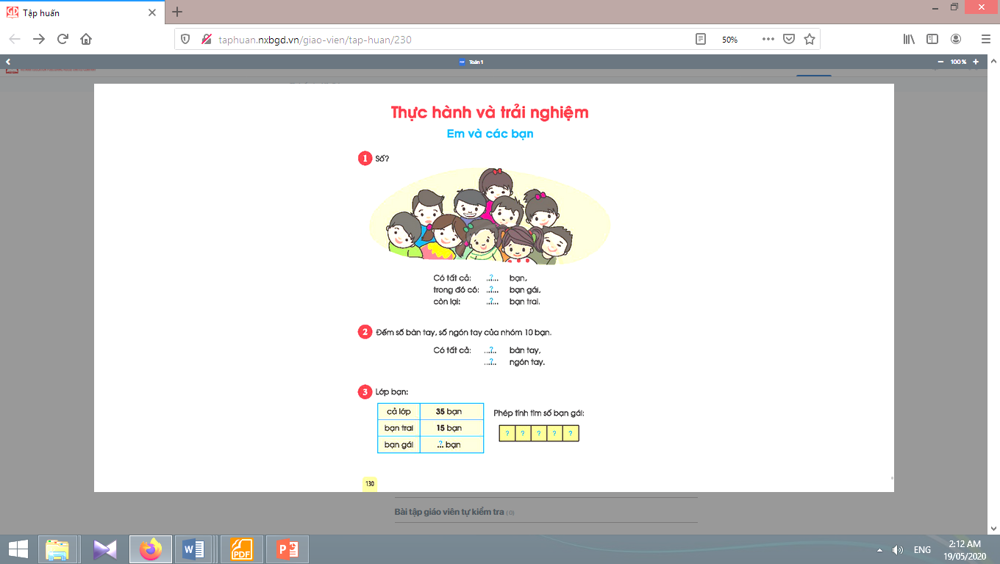 Tập huấn
taphuan.nxbgd.vn/giao-vien/tap-huan/230
50%
Toán 1
100 %
Thực hành và trải nghiệm
Em và các bạn
1 Số?
Có tất cả: ...?... bạn,
trong đó có: ...?... bạn gái,
còn lại: ...?... bạn trai.
2 Đếm số bàn tay, số ngón tay của nhóm 10 bạn.
Có tất cả: ...?... bàn tay,
...?... ngón tay.
3 Lớp bạn:
cả lớp 35 bạn
bạn trai 15 bạn
bạn gái ...?... bạn
Phép tính tìm số bạn gái:
? ? ? ? ?
130
Bài tập giáo viên tự kiểm tra ( 0)
ENG
2:12 AM
19/05/2020